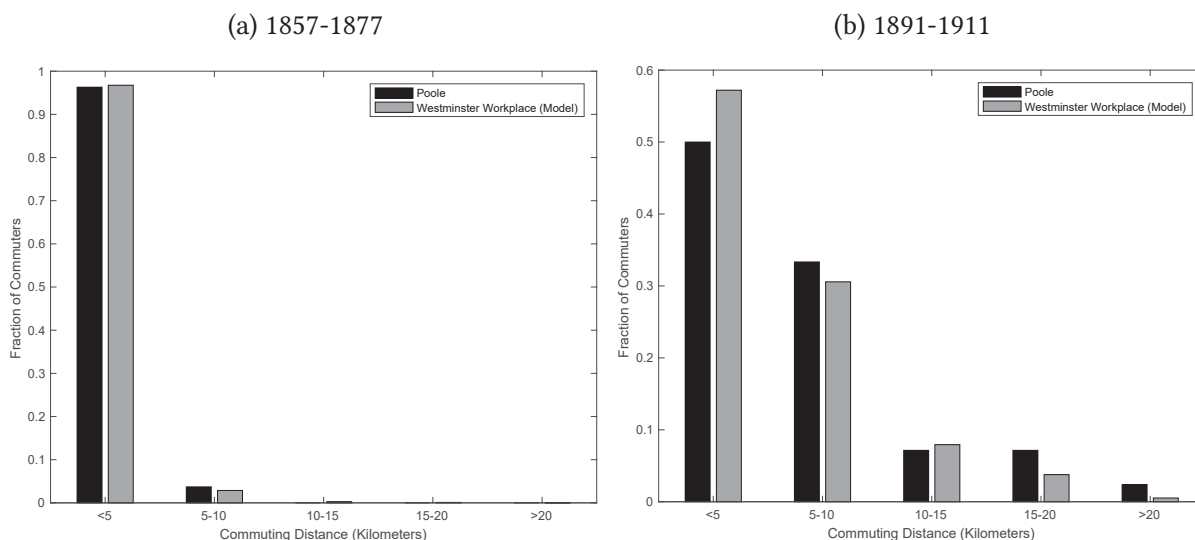 (a) 1857-1877
1
0.9
0.8
0.7
0.6
0.5
0.4
0.3
0.2
0.1
0
Fraction of Commuters
Poole
Westminster Workplace (Model)
<5
5-10
10-15
15-20
>20
Commuting Distance (Kilometers)
(b) 1891-1911
0.6
0.5
0.4
0.3
0.2
0.1
0
Fraction of Commuters
Poole
Westminster Workplace (Model)
<5
5-10
10-15
15-20
>20
Commuting Distance (Kilometers)